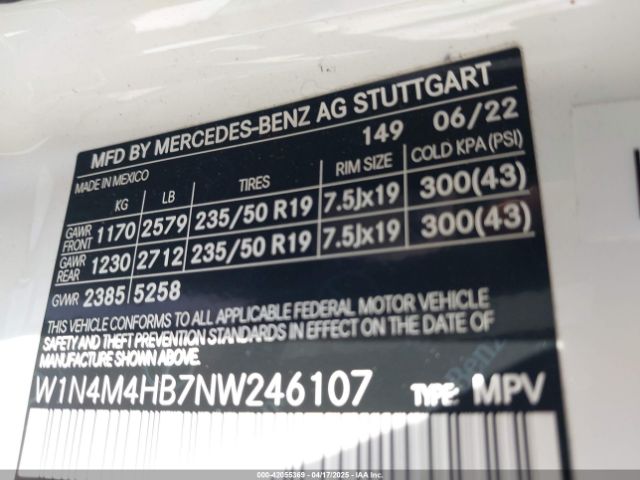 MFD BY MERCEDES-BENZ AG STUTTGART
MADE IN MEXICO 149 06/22
KG LB TIRES RIM SIZE COLD KPA (PSI)
GAWR FRONT 1170 2579 235/50 R19 7.5Jx19 300(43)
GAWR REAR 1230 2712 235/50 R19 7.5Jx19 300(43)
GVWR 2385 5258
THIS VEHICLE CONFORMS TO ALL APPLICABLE FEDERAL MOTOR VEHICLE
SAFETY AND THEFT PREVENTION STANDARDS IN EFFECT ON THE DATE OF
MANUFACTURE SHOWN ABOVE.
W1N4M4HB7NW246107 TYPE: MPV
000-42055369 - 04/17/2025 - IAA Inc. (c)